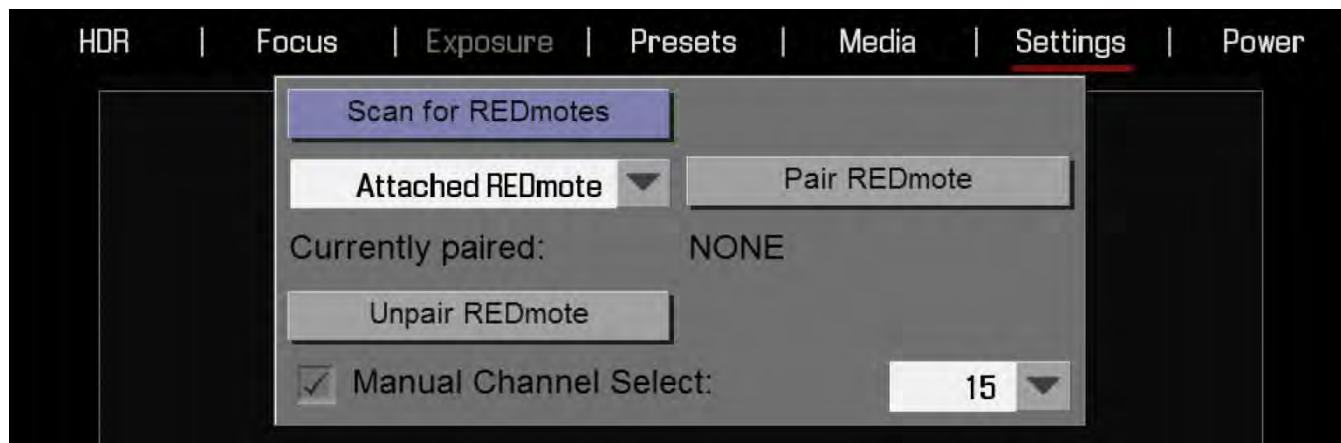 HDR | Focus | Exposure | Presets | Media | Settings | Power
Scan for REDmotes
Attached REDmote Pair REDmote
Currently paired: NONE
Unpair REDmote
Manual Channel Select: 15